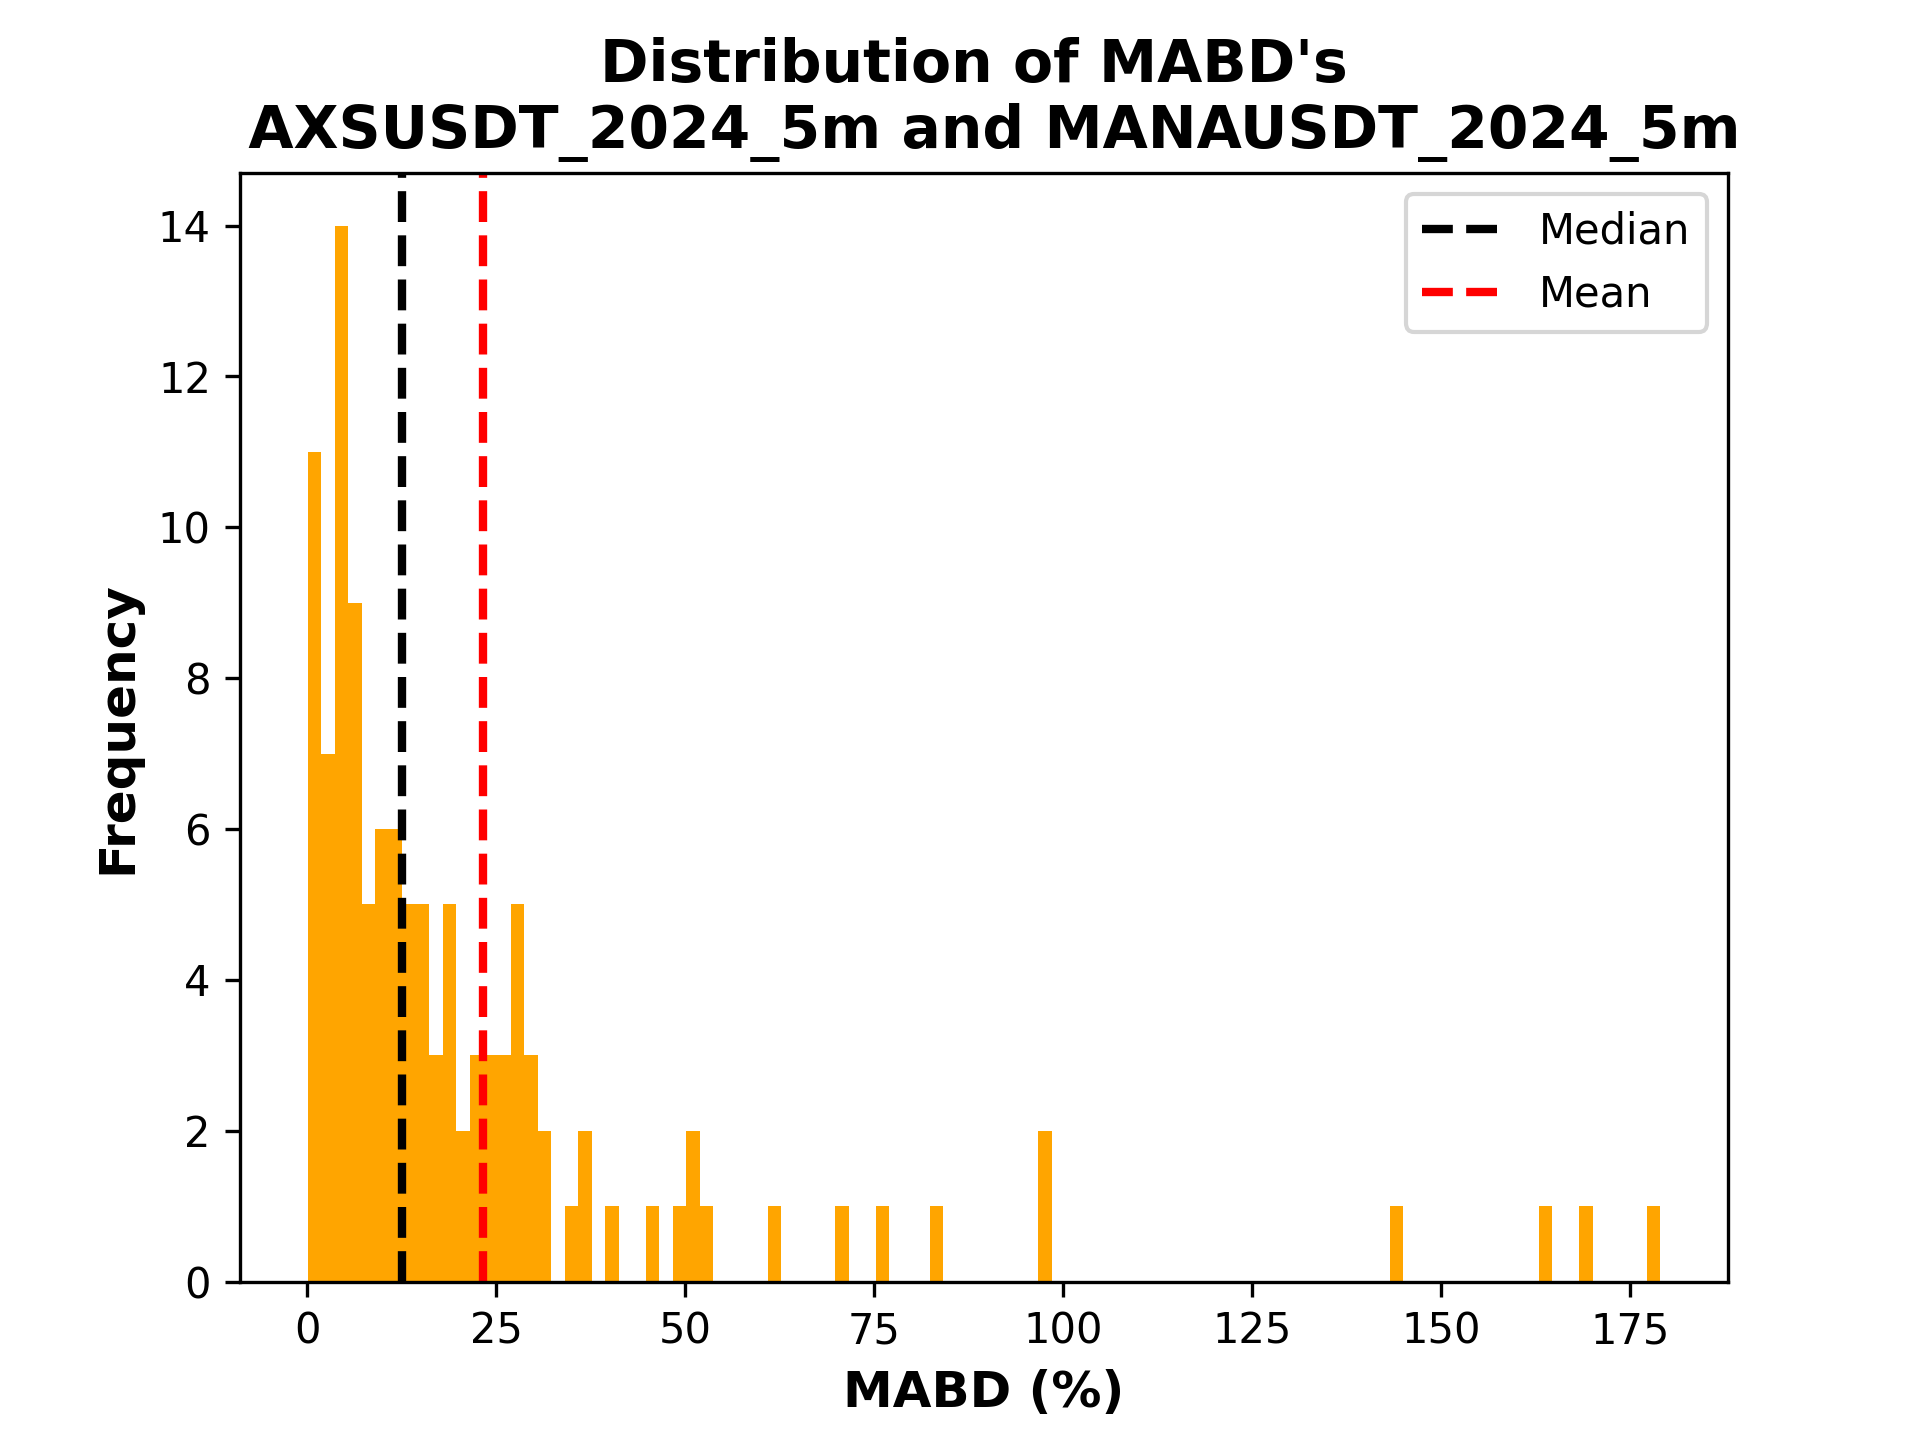 Distribution of MABD's
AXSUSDT_2024_5m and MANAUSDT_2024_5m
Median
Mean
14
12
10
8
6
4
2
0
Frequency
0 25 50 75 100 125 150 175
MABD (%)